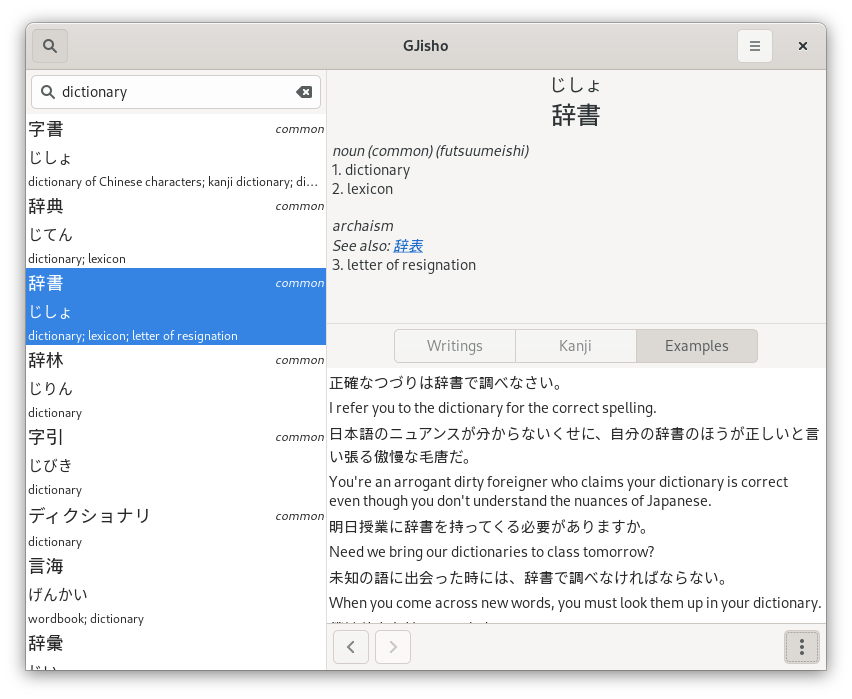 GJisho
dictionary
字書 common
じしょ
dictionary of Chinese characters; kanji dictionary; di…
辞典 common
じてん
dictionary; lexicon
辞書 common
じしょ
dictionary; lexicon; letter of resignation
辞林 common
じりん
dictionary
字引 common
じびき
dictionary
ディクショナリ common
dictionary
言海
げんかい
wordbook; dictionary
辞彙
じしょ
辞書
noun (common) (futsuumeishi)
1. dictionary
2. lexicon
archaism
See also: 辞表
3. letter of resignation
Writings
Kanji
Examples
正確なつづりは辞書で調べなさい。
I refer you to the dictionary for the correct spelling.
日本語のニュアンスが分からないくせに、自分の辞書のほうが正しいと言
い張る傲慢な毛唐だ。
You're an arrogant dirty foreigner who claims your dictionary is correct
even though you don't understand the nuances of Japanese.
明日授業に辞書を持ってくる必要がありますか。
Need we bring our dictionaries to class tomorrow?
未知の語に出会った時には、辞書で調べなければならない。
When you come across new words, you must look them up in your dictionary.